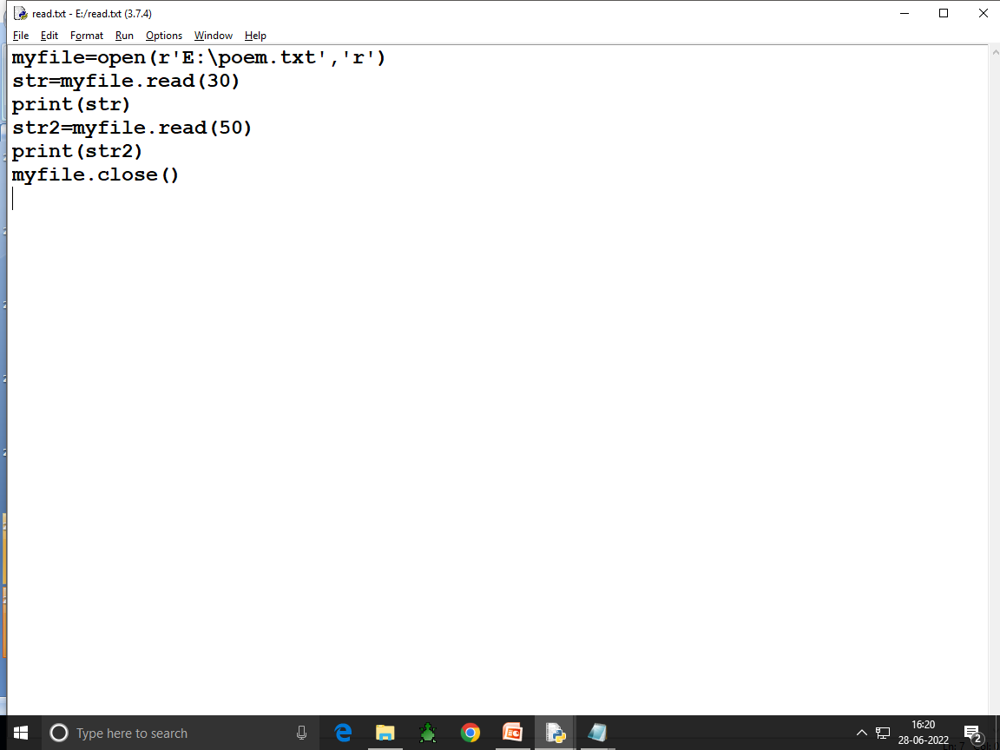 read.txt - E:/read.txt (3.7.4)
File Edit Format Run Options Window Help
myfile=open(r'E:\poem.txt','r')
str=myfile.read(30)
print(str)
str2=myfile.read(50)
print(str2)
myfile.close()
Type here to search
16:20
28-06-2022
2